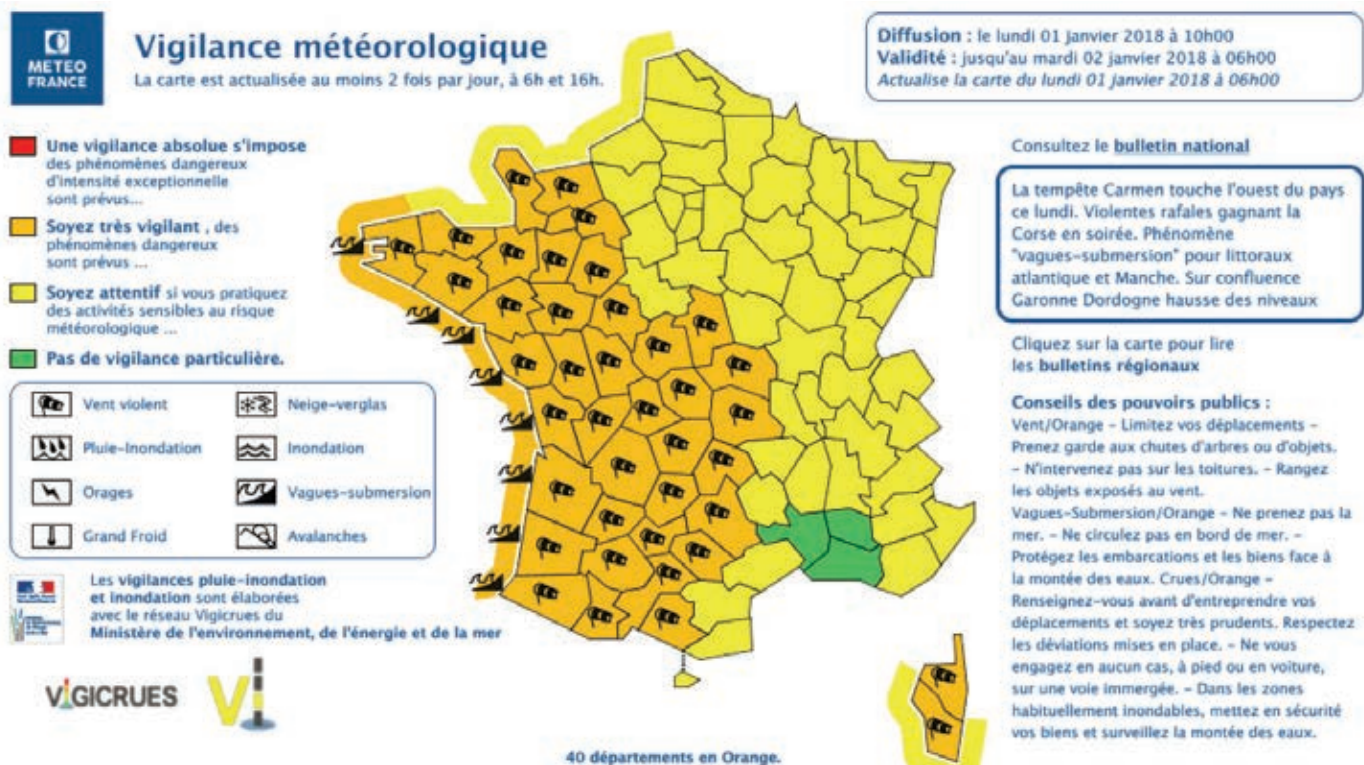 METEO
FRANCE
Vigilance météorologique
La carte est actualisée au moins 2 fois par jour, à 6h et 16h.
Diffusion : le lundi 01 janvier 2018 à 10h00
Validité : jusqu'au mardi 02 janvier 2018 à 06h00
Actualise la carte du lundi 01 janvier 2018 à 06h00
Une vigilance absolue s'impose
des phénomènes dangereux
d'intensité exceptionnelle
sont prévus...
Soyez très vigilant , des
phénomènes dangereux
sont prévus ...
Soyez attentif si vous pratiquez
des activités sensibles au risque
météorologique ...
Pas de vigilance particulière.
Vent violent
Neige-verglas
Pluie-Inondation
Inondation
Orages
Vagues-submersion
Grand Froid
Avalanches
Les vigilances pluie-inondation
et inondation sont élaborées
avec le réseau Vigicrues du
Ministère de l'environnement, de l'énergie et de la mer
VIGICRUES
Vi
Consultez le bulletin national
La tempête Carmen touche l'ouest du pays
ce lundi. Violentes rafales gagnant la
Corse en soirée. Phénomène
"vagues-submersion" pour littoraux
atlantique et Manche. Sur confluence
Garonne Dordogne hausse des niveaux
Cliquez sur la carte pour lire
les bulletins régionaux
Conseils des pouvoirs publics :
Vent/Orange - Limitez vos déplacements -
Prenez garde aux chutes d'arbres ou d'objets.
- N'intervenez pas sur les toitures. - Rangez
les objets exposés au vent.
Vagues-Submersion/Orange - Ne prenez pas la
mer. - Ne circulez pas en bord de mer. -
Protégez les embarcations et les biens face à
la montée des eaux. Crues/Orange -
Renseignez-vous avant d'entreprendre vos
déplacements et soyez très prudents. Respectez
les déviations mises en place. - Ne vous
engagez en aucun cas, à pied ou en voiture,
sur une voie immergée. - Dans les zones
habituellement inondables, mettez en sécurité
vos biens et surveillez la montée des eaux.
40 départements en Orange.